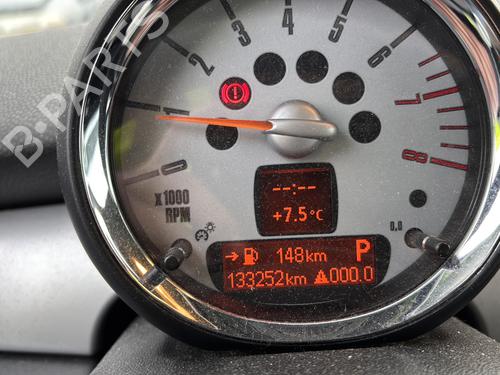 B-PARTS
0
1
2
3
4
5
6
7
8
x1000
RPM
--:--
+7.5°C
0,0
→ 148km P
133252km 000.0